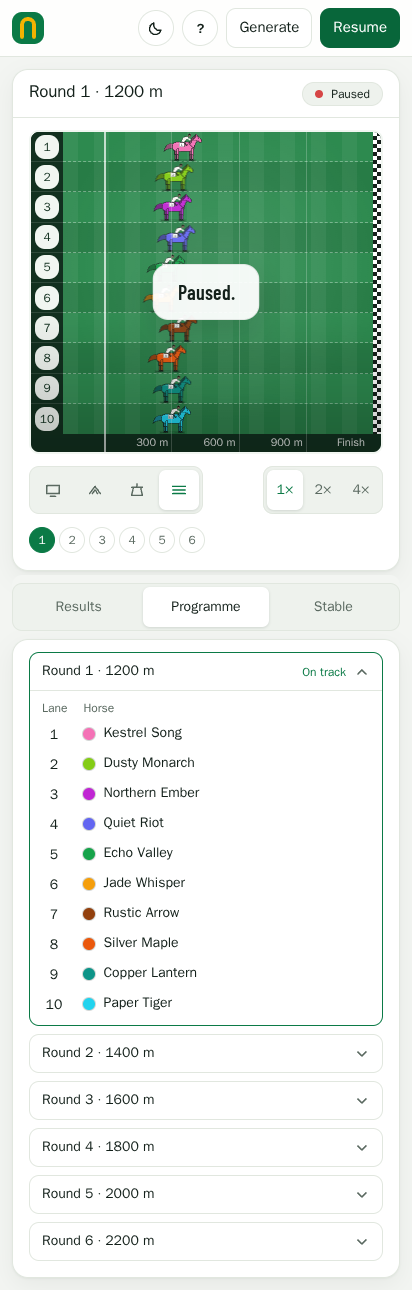 ? Generate Resume
Round 1 · 1200 m Paused
1
2
3
4
5
6
7
8
9
10
Paused.
300 m 600 m 900 m Finish
1× 2× 4×
1 2 3 4 5 6
Results Programme Stable
Round 1 · 1200 m On track
Lane Horse
1 Kestrel Song
2 Dusty Monarch
3 Northern Ember
4 Quiet Riot
5 Echo Valley
6 Jade Whisper
7 Rustic Arrow
8 Silver Maple
9 Copper Lantern
10 Paper Tiger
Round 2 · 1400 m
Round 3 · 1600 m
Round 4 · 1800 m
Round 5 · 2000 m
Round 6 · 2200 m